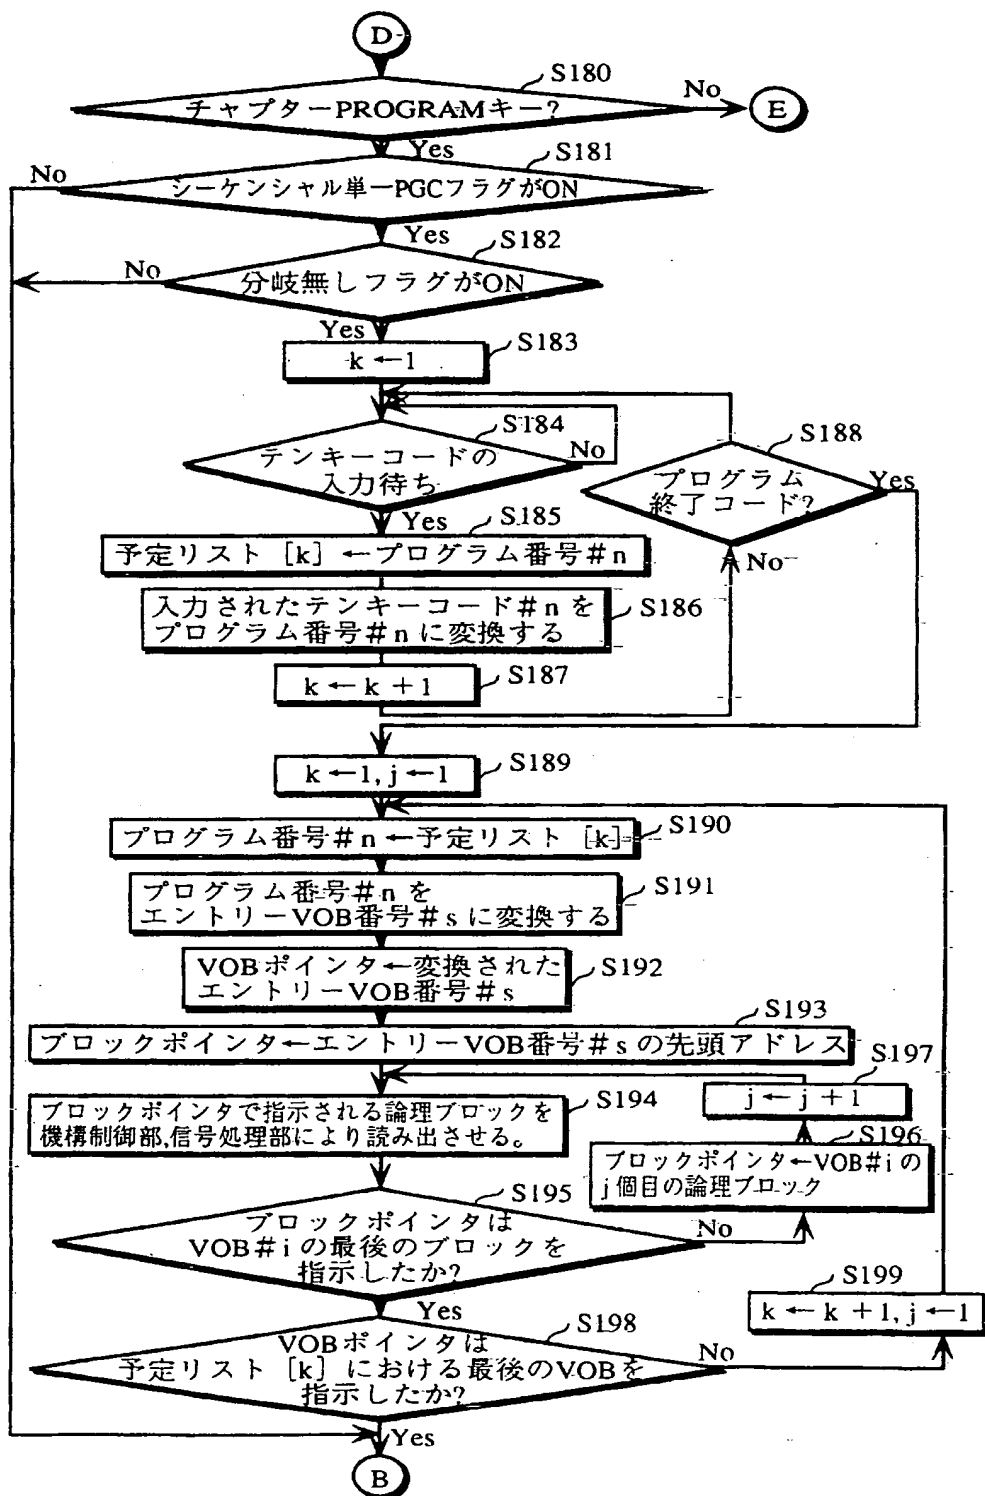 D
S180
チャプターPROGRAMキー?
No
E
Yes
S181
No
シーケンシャル単一PGCフラグがON
Yes
S182
No
分岐無しフラグがON
Yes
S183
k←1
S184
テンキーコードの
入力待ち
No
S188
プログラム
終了コード?
Yes
No
Yes
S185
予定リスト [k] ←プログラム番号#n
入力されたテンキーコード#nを
プログラム番号#nに変換する
S186
k←k+1
S187
k←1, j←1
S189
プログラム番号#n←予定リスト [k]
S190
プログラム番号#nを
エントリーVOB番号#sに変換する
S191
VOBポインタ←変換された
エントリーVOB番号#s
S192
S193
ブロックポインタ←エントリーVOB番号#sの先頭アドレス
S197
j←j+1
ブロックポインタで指示される論理ブロックを
機構制御部,信号処理部により読み出させる。
S194
S196
ブロックポインタ←VOB#iの
j個目の論理ブロック
S195
ブロックポインタは
VOB#iの最後のブロックを
指示したか?
No
Yes
S199
k←k+1, j←1
S198
VOBポインタは
予定リスト [k] における最後のVOBを
指示したか?
No
Yes
B